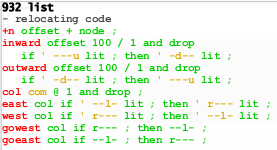 932 list
- relocating code
+n offset + node ;
inward offset 100 / 1 and drop
if ' ---u lit ; then ' -d-- lit ;
outward offset 100 / 1 and drop
if ' -d-- lit ; then ' ---u lit ;
col com @ 1 and drop
east col if ' --l- lit ; then ' r--- lit ;
west col if ' r--- lit ; then ' --l- lit ;
gowest col if r--- ; then --l- ;
goeast col if --l- ; then r--- ;